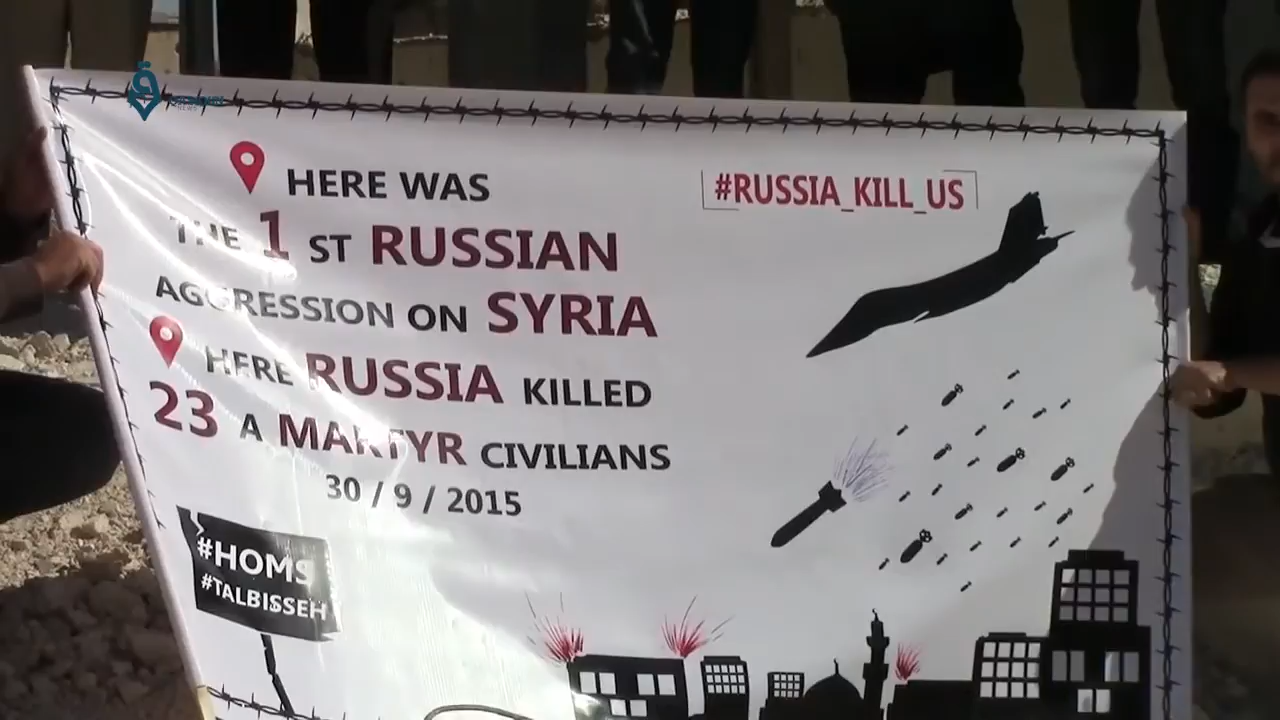 HERE WAS
THE 1 ST RUSSIAN
AGGRESSION ON SYRIA
HERE RUSSIA KILLED
23 A MARTYR CIVILIANS
30 / 9 / 2015
#RUSSIA_KILL_US
#HOMS
#TALBISSEH